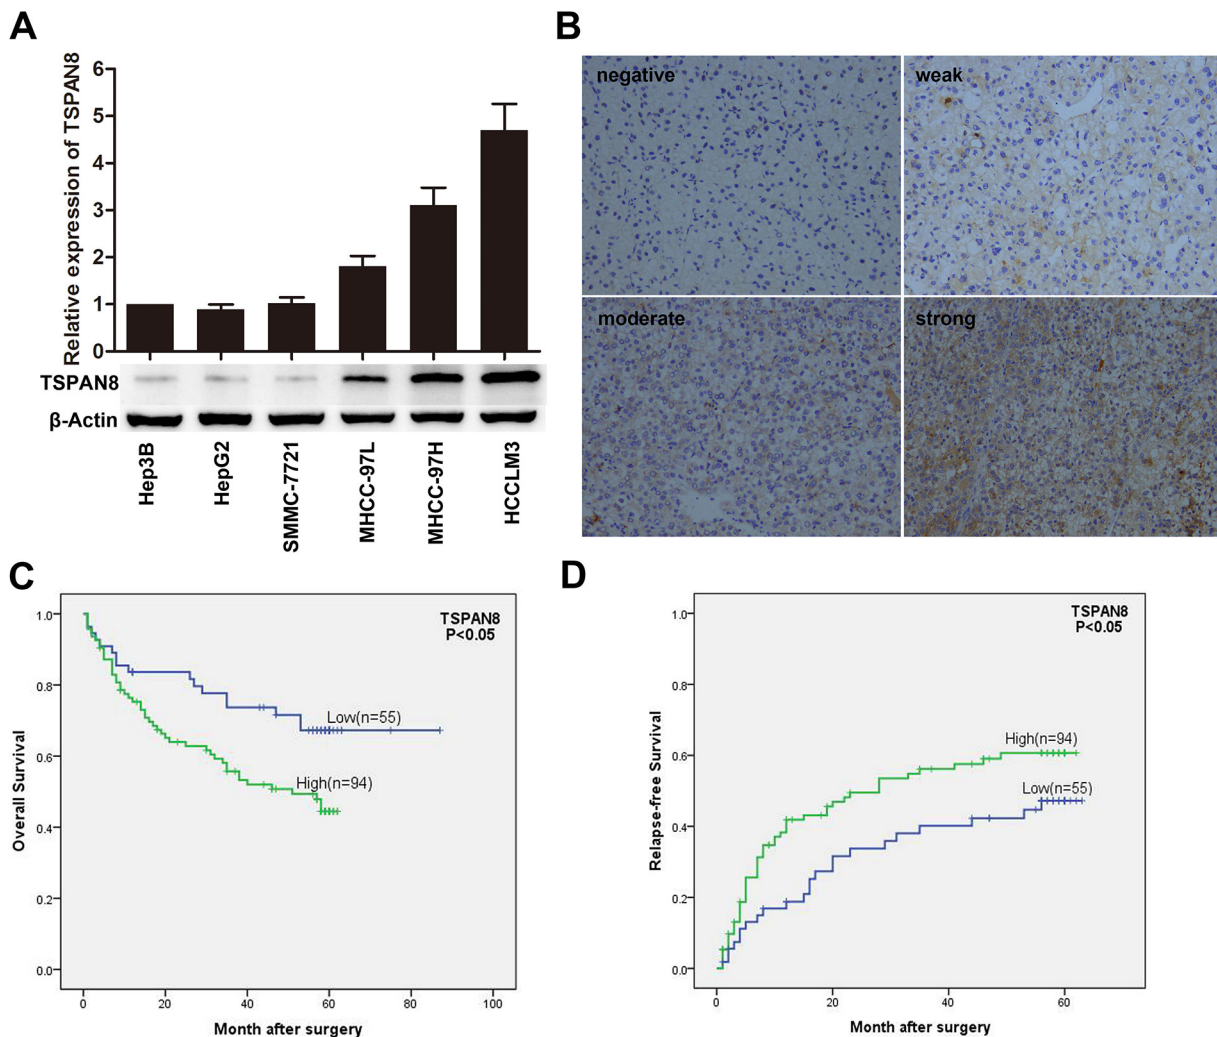 A
Relative expression of TSPAN8
6
5
4
3
2
1
0
TSPAN8
β-Actin
Hep3B
HepG2
SMMC-7721
MHCC-97L
MHCC-97H
HCCLM3
B
negative
weak
moderate
strong
C
TSPAN8
P<0.05
Overall Survival
1.0
0.8
0.6
0.4
0.2
0.0
Low(n=55)
High(n=94)
0 20 40 60 80 100
Month after surgery
D
TSPAN8
P<0.05
Relapse-free Survival
1.0
0.8
0.6
0.4
0.2
0.0
High(n=94)
Low(n=55)
0 20 40 60
Month after surgery